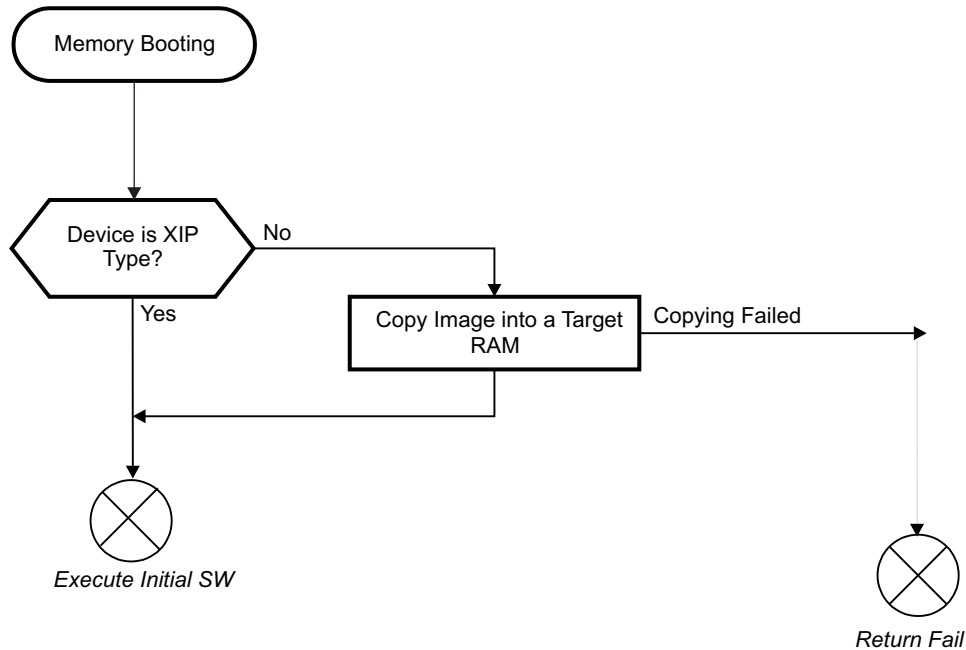 Memory Booting
Device is XIP
Type?
No
Yes
Copy Image into a Target
RAM
Copying Failed
Execute Initial SW
Return Fail